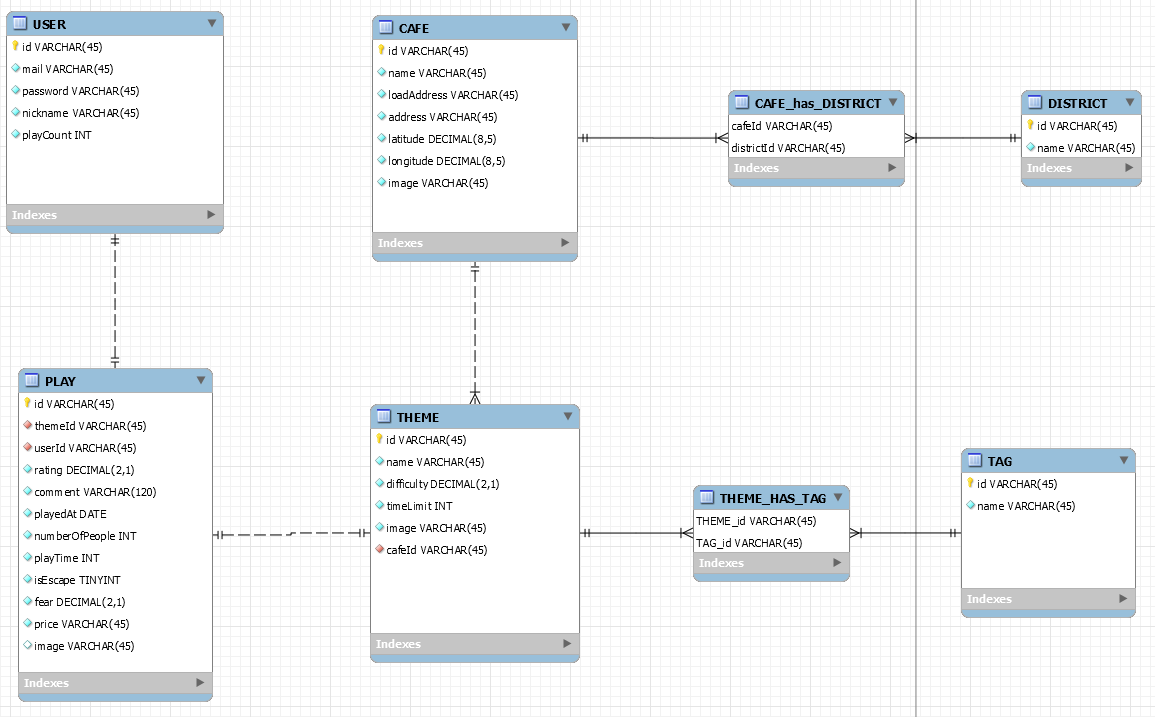 USER
id VARCHAR(45)
mail VARCHAR(45)
password VARCHAR(45)
nickname VARCHAR(45)
playCount INT
Indexes
CAFE
id VARCHAR(45)
name VARCHAR(45)
loadAddress VARCHAR(45)
address VARCHAR(45)
latitude DECIMAL(8,5)
longitude DECIMAL(8,5)
image VARCHAR(45)
Indexes
CAFE_has_DISTRICT
cafeId VARCHAR(45)
districtId VARCHAR(45)
Indexes
DISTRICT
id VARCHAR(45)
name VARCHAR(45)
Indexes
PLAY
id VARCHAR(45)
themeId VARCHAR(45)
userId VARCHAR(45)
rating DECIMAL(2,1)
comment VARCHAR(120)
playedAt DATE
numberOfPeople INT
playTime INT
isEscape TINYINT
fear DECIMAL(2,1)
price VARCHAR(45)
image VARCHAR(45)
Indexes
THEME
id VARCHAR(45)
name VARCHAR(45)
difficulty DECIMAL(2,1)
timeLimit INT
image VARCHAR(45)
cafeId VARCHAR(45)
Indexes
THEME_HAS_TAG
THEME_id VARCHAR(45)
TAG_id VARCHAR(45)
Indexes
TAG
id VARCHAR(45)
name VARCHAR(45)
Indexes